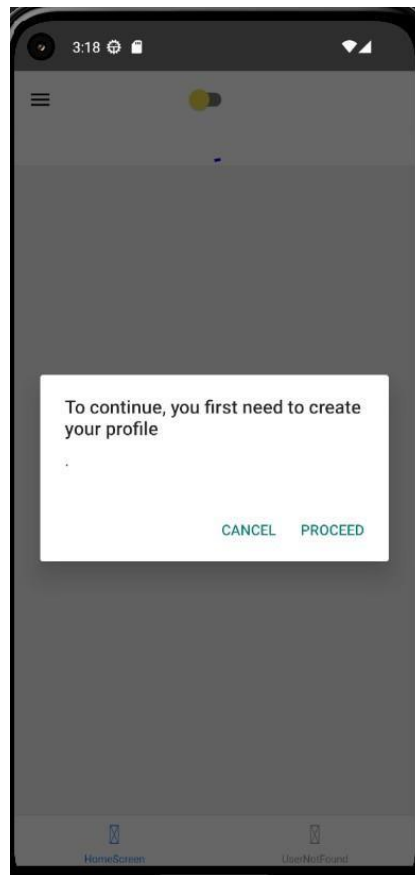 3:18
To continue, you first need to create
your profile
.
CANCEL PROCEED
HomeScreen UserNotFound